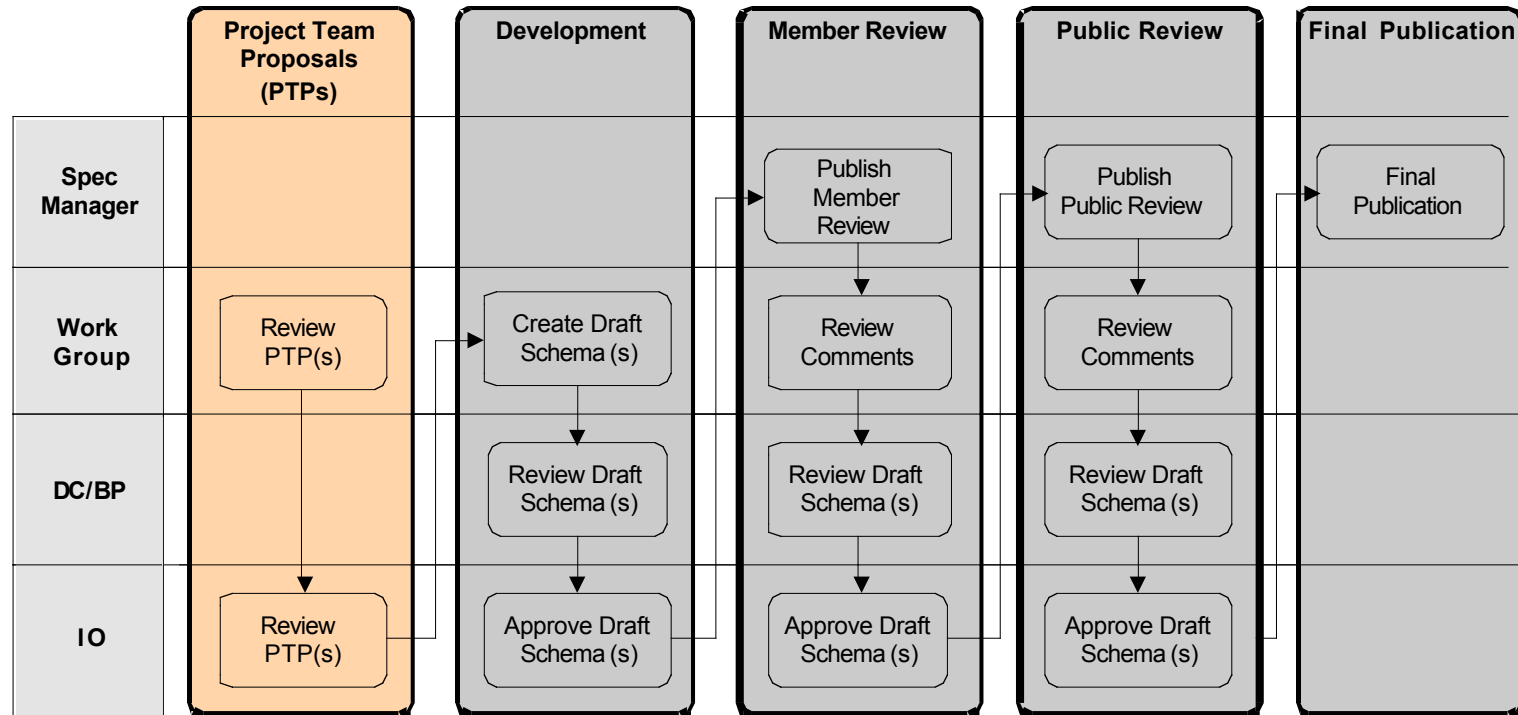 Project Team
Proposals
(PTPs)
Development
Member Review
Public Review
Final Publication
Spec
Manager
Publish
Member
Review
Publish
Public Review
Final
Publication
Work
Group
Review
PTP(s)
Create Draft
Schema (s)
Review
Comments
Review
Comments
DC/BP
Review Draft
Schema (s)
Review Draft
Schema (s)
Review Draft
Schema (s)
IO
Review
PTP(s)
Approve Draft
Schema (s)
Approve Draft
Schema (s)
Approve Draft
Schema (s)